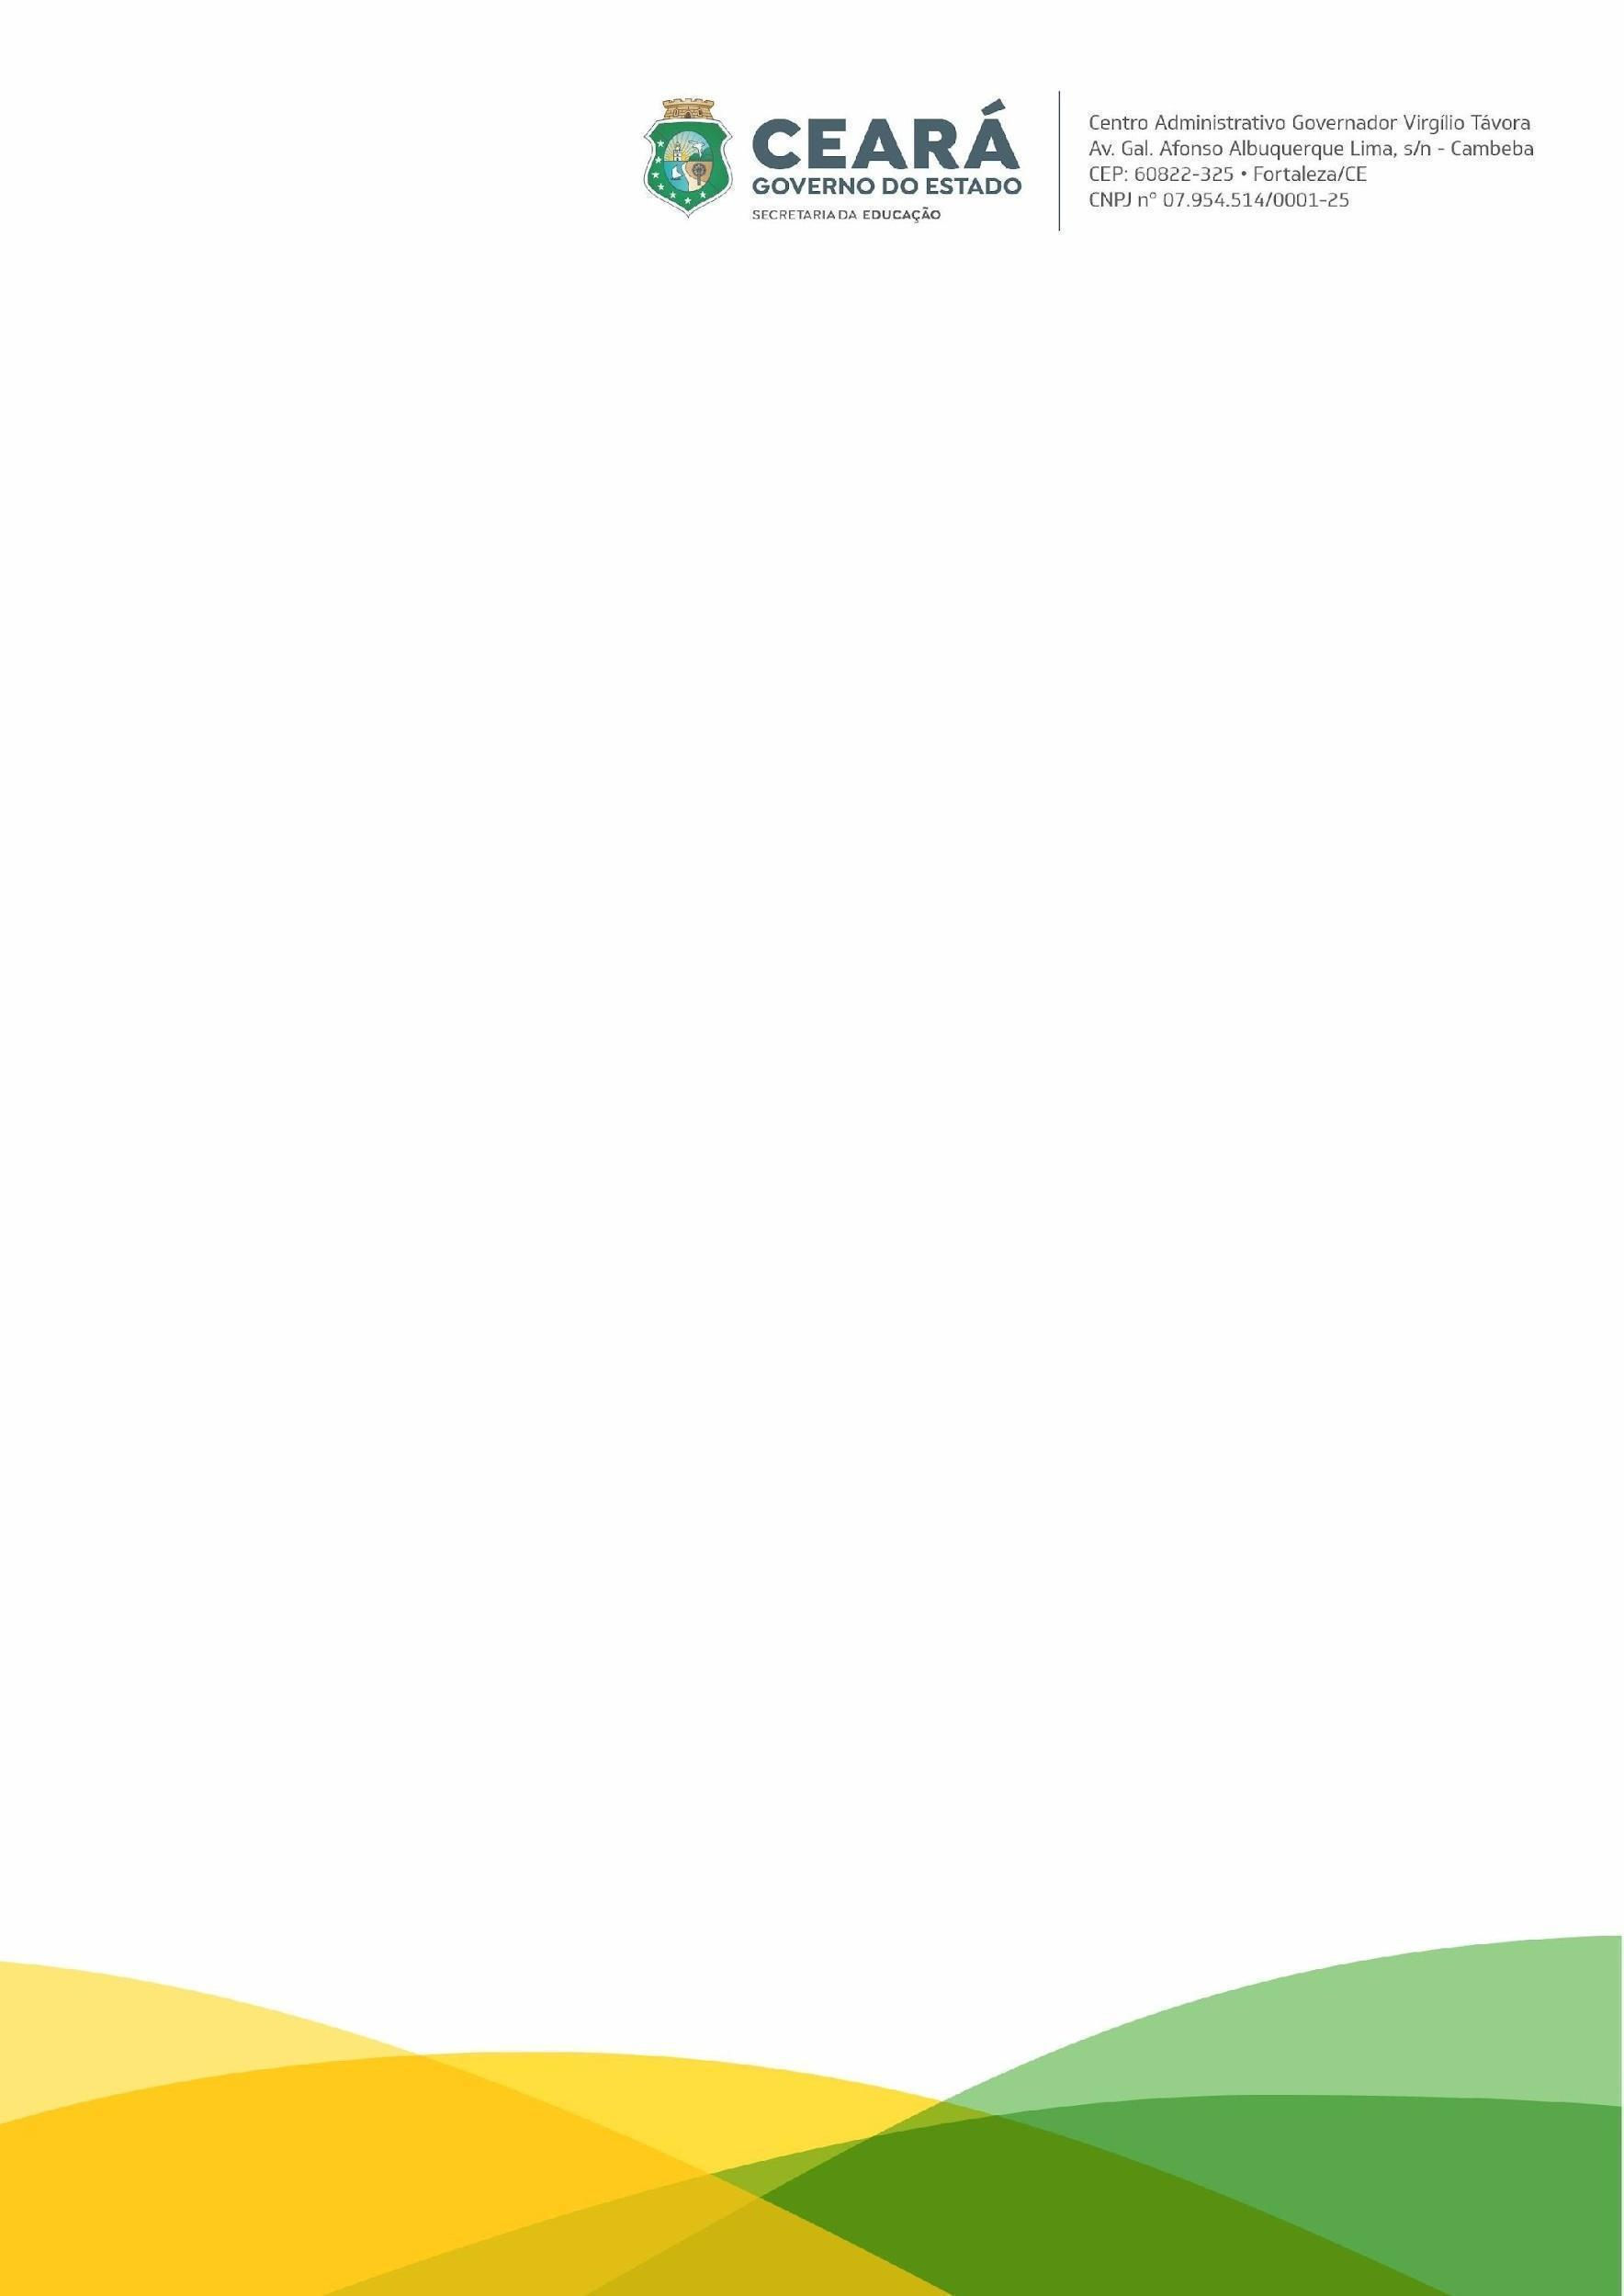 CEARÁ
GOVERNO DO ESTADO
SECRETARIA DA EDUCAÇÃO
Centro Administrativo Governador Virgílio Távora
Av. Gal. Afonso Albuquerque Lima, s/n - Cambeba
CEP: 60822-325 • Fortaleza/CE
CNPJ nº 07.954.514/0001-25